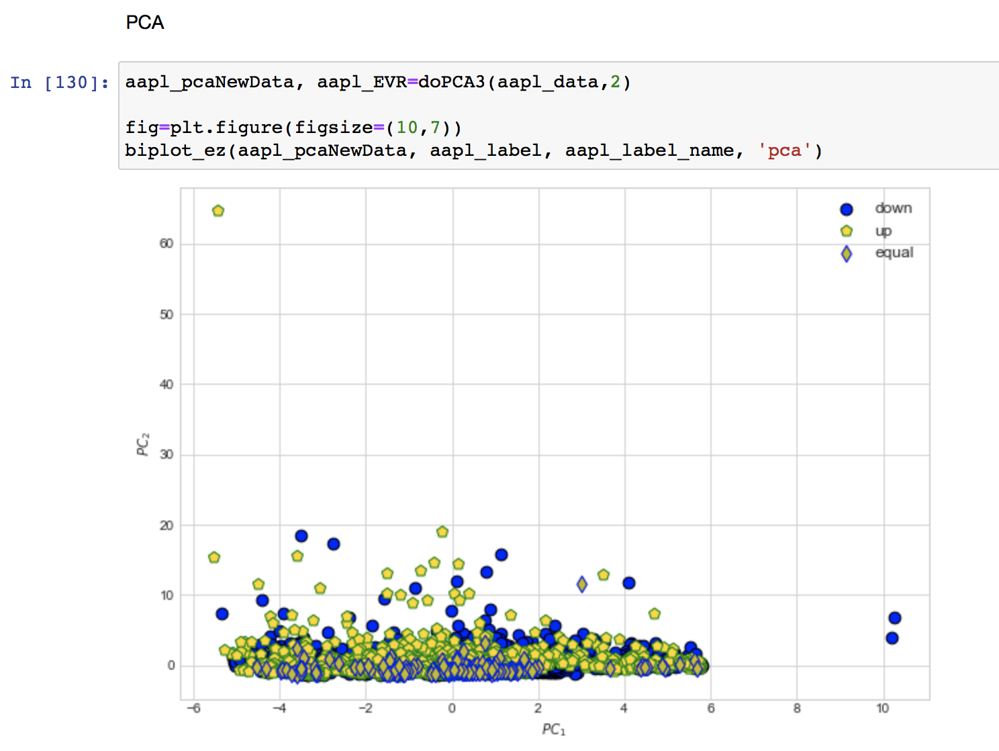 PCA
In [130]: aapl_pcaNewData, aapl_EVR=doPCA3(aapl_data,2)
fig=plt.figure(figsize=(10,7))
biplot_ez(aapl_pcaNewData, aapl_label, aapl_label_name, 'pca')
down
up
equal
60
50
40
30
20
10
0
PC₂
−6 −4 −2 0 2 4 6 8 10
PC₁